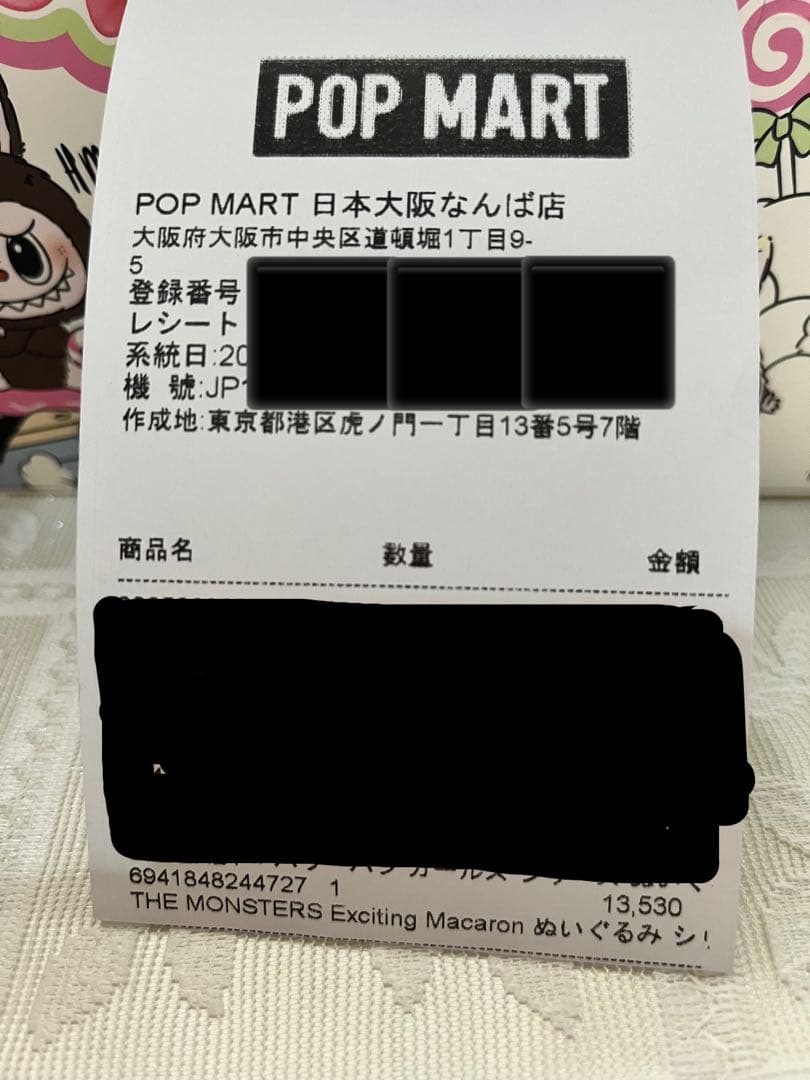 POP MART
POP MART 日本大阪なんば店
大阪府大阪市中央区道頓堀1丁目9-
5
登録番号
レシート
系統日:20
機 號:JP
作成地:東京都港区虎ノ門一丁目13番5号7階
商品名 数量 金額
6941848244727 1 13,530
THE MONSTERS Exciting Macaron ぬいぐるみ シ